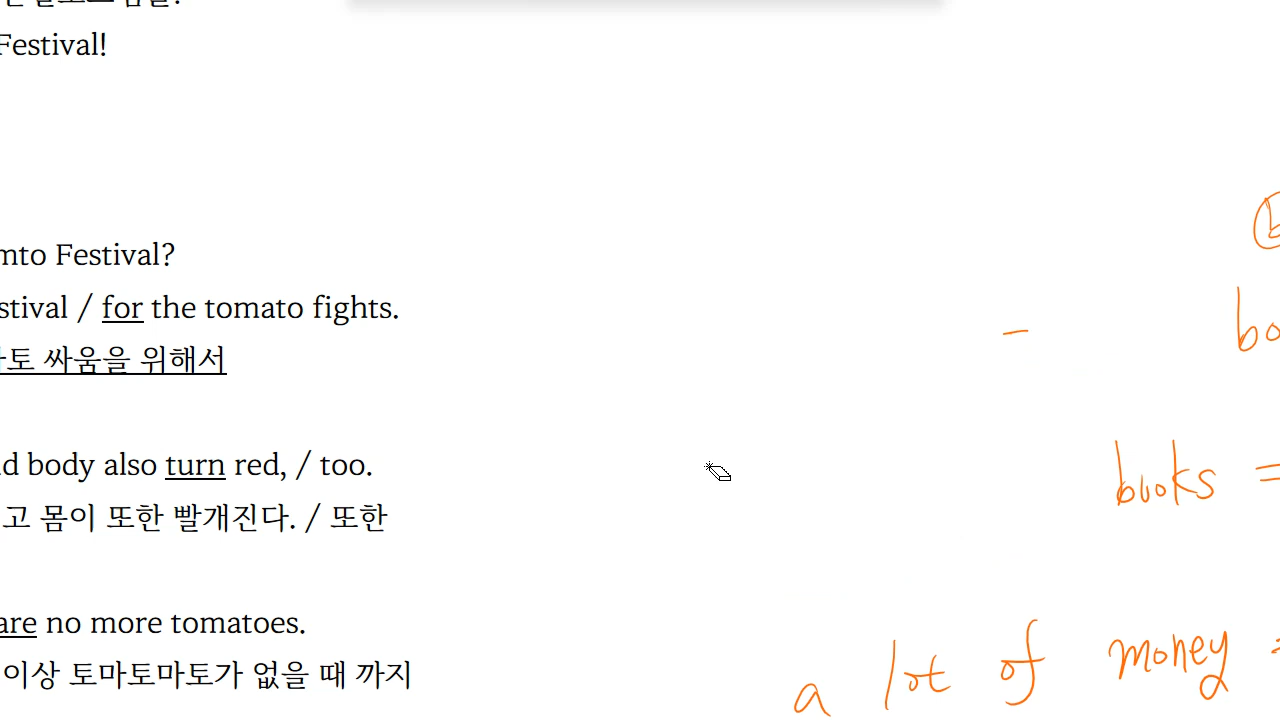 Festival!
mto Festival?
stival / for the tomato fights.
토 싸움을 위해서
d body also turn red, / too.
고 몸이 또한 빨개진다. / 또한
are no more tomatoes.
이상 토마토마토가 없을 때 까지
-
books =
a lot of money =